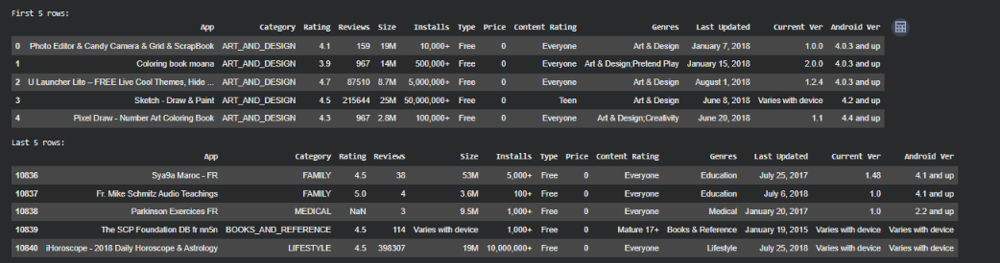 First 5 rows:
App Category Rating Reviews Size Installs Type Price Content Rating Genres Last Updated Current Ver Android Ver
0 Photo Editor & Candy Camera & Grid & ScrapBook ART_AND_DESIGN 4.1 159 19M 10,000+ Free 0 Everyone Art & Design January 7, 2018 1.0.0 4.0.3 and up
1 Coloring book moana ART_AND_DESIGN 3.9 967 14M 500,000+ Free 0 Everyone Art & Design;Pretend Play January 15, 2018 2.0.0 4.0.3 and up
2 U Launcher Lite – FREE Live Cool Themes, Hide ... ART_AND_DESIGN 4.7 87510 8.7M 5,000,000+ Free 0 Everyone Art & Design August 1, 2018 1.2.4 4.0.3 and up
3 Sketch - Draw & Paint ART_AND_DESIGN 4.5 215644 25M 50,000,000+ Free 0 Teen Art & Design June 8, 2018 Varies with device 4.2 and up
4 Pixel Draw - Number Art Coloring Book ART_AND_DESIGN 4.3 967 2.8M 100,000+ Free 0 Everyone Art & Design;Creativity June 20, 2018 1.1 4.4 and up
Last 5 rows:
App Category Rating Reviews Size Installs Type Price Content Rating Genres Last Updated Current Ver Android Ver
10836 Sya9a Maroc - FR FAMILY 4.5 38 53M 5,000+ Free 0 Everyone Education July 25, 2017 1.48 4.1 and up
10837 Fr. Mike Schmitz Audio Teachings FAMILY 5.0 4 3.6M 100+ Free 0 Everyone Education July 6, 2018 1.0 4.1 and up
10838 Parkinson Exercices FR MEDICAL NaN 3 9.5M 1,000+ Free 0 Everyone Medical January 20, 2017 1.0 2.2 and up
10839 The SCP Foundation DB fr nn5n BOOKS_AND_REFERENCE 4.5 114 Varies with device 1,000+ Free 0 Mature 17+ Books & Reference January 19, 2015 Varies with device Varies with device
10840 iHoroscope - 2018 Daily Horoscope & Astrology LIFESTYLE 4.5 398307 19M 10,000,000+ Free 0 Everyone Lifestyle July 25, 2018 Varies with device Varies with device